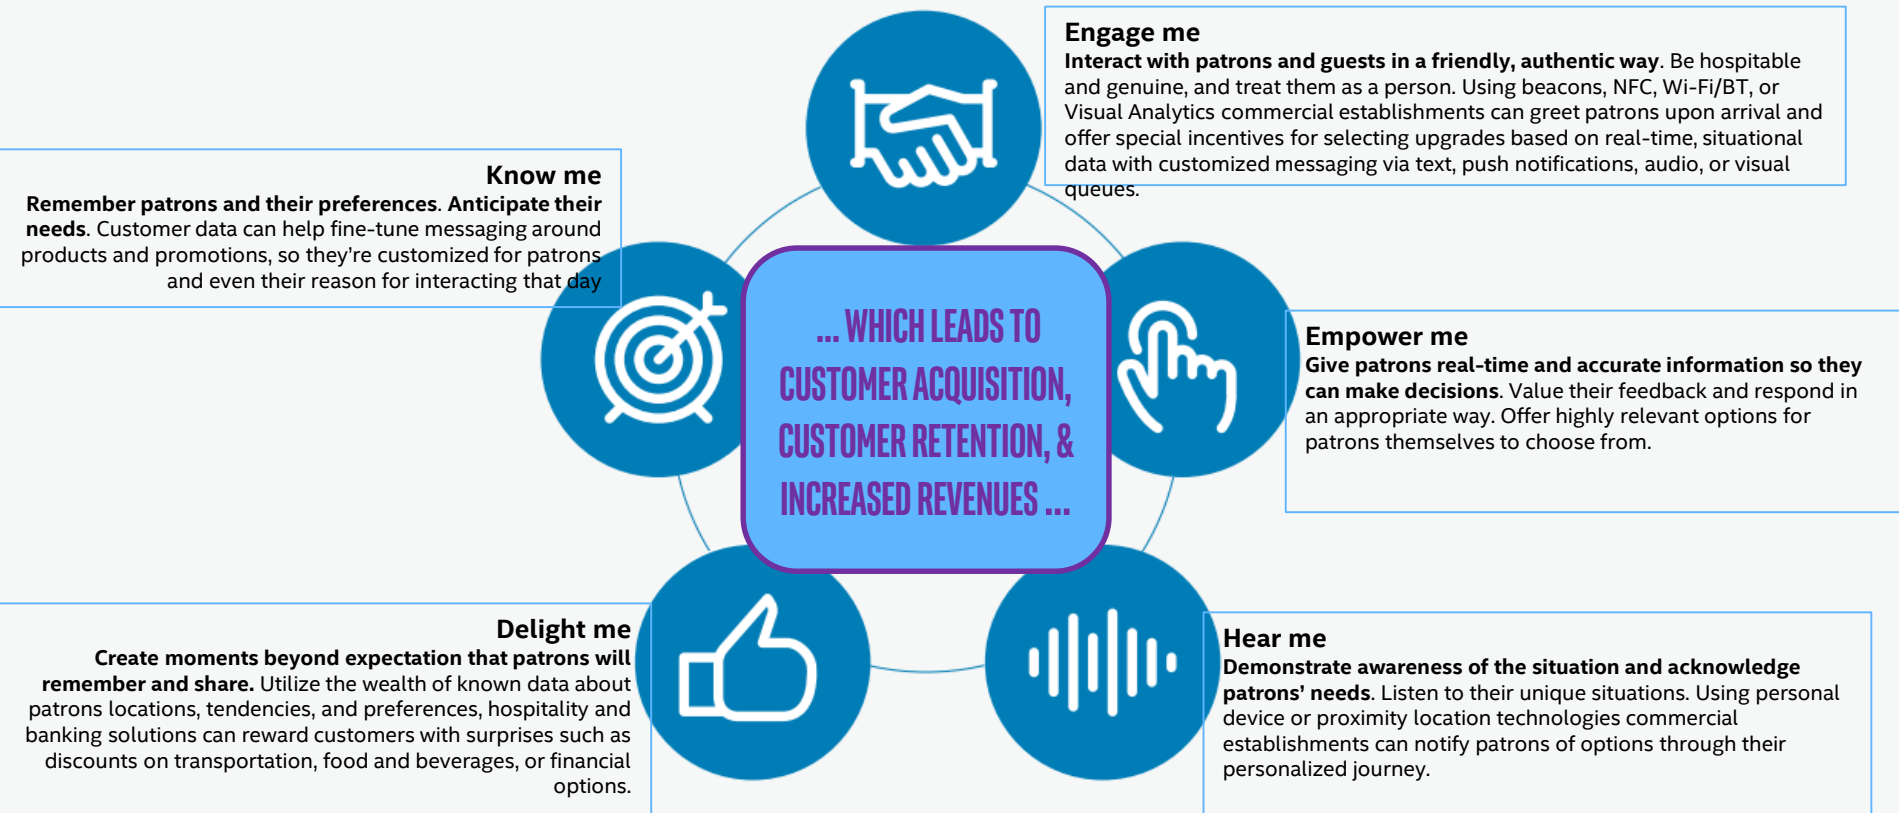 Engage me
Interact with patrons and guests in a friendly, authentic way. Be hospitable
and genuine, and treat them as a person. Using beacons, NFC, Wi-Fi/BT, or
Visual Analytics commercial establishments can greet patrons upon arrival and
offer special incentives for selecting upgrades based on real-time, situational
data with customized messaging via text, push notifications, audio, or visual
queues.
Know me
Remember patrons and their preferences. Anticipate their
needs. Customer data can help fine-tune messaging around
products and promotions, so they're customized for patrons
and even their reason for interacting that day
... WHICH LEADS TO
CUSTOMER ACQUISITION,
CUSTOMER RETENTION, &
INCREASED REVENUES ...
Empower me
Give patrons real-time and accurate information so they
can make decisions. Value their feedback and respond in
an appropriate way. Offer highly relevant options for
patrons themselves to choose from.
Delight me
Create moments beyond expectation that patrons will
remember and share. Utilize the wealth of known data about
patrons locations, tendencies, and preferences, hospitality and
banking solutions can reward customers with surprises such as
discounts on transportation, food and beverages, or financial
options.
Hear me
Demonstrate awareness of the situation and acknowledge
patrons' needs. Listen to their unique situations. Using personal
device or proximity location technologies commercial
establishments can notify patrons of options through their
personalized journey.